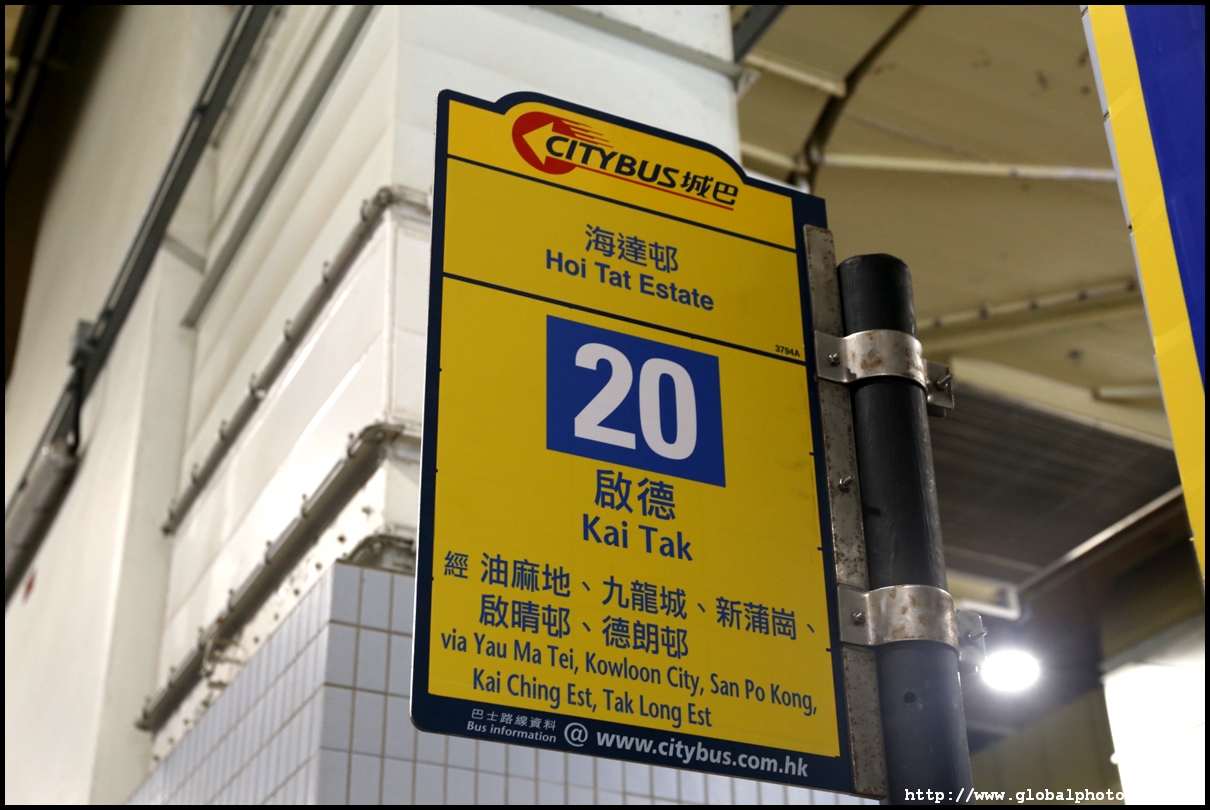 CITYBUS 城巴
海達邨
Hoi Tat Estate
3794A
20
啟德
Kai Tak
經 油麻地、九龍城、新蒲崗、
啟晴邨、德朗邨
via Yau Ma Tei, Kowloon City, San Po Kong,
Kai Ching Est, Tak Long Est
巴士路線資料
Bus information @ www.citybus.com.hk
http://www.globalphoto